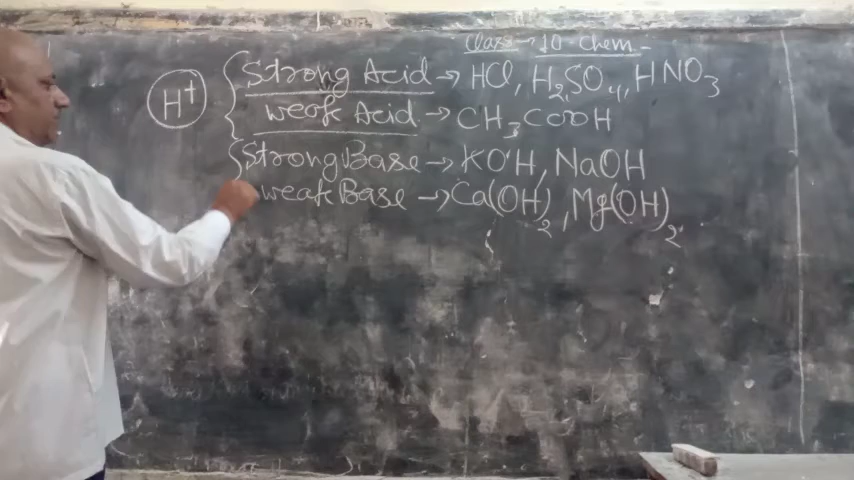 Class → 10 Chem -
Strong Acid → HCl, H₂SO₄, HNO₃
H⁺
weak Acid → CH₃COOH
Strong Base → KOH, NaOH
weak Base → Ca(OH)₂, Mg(OH)₂